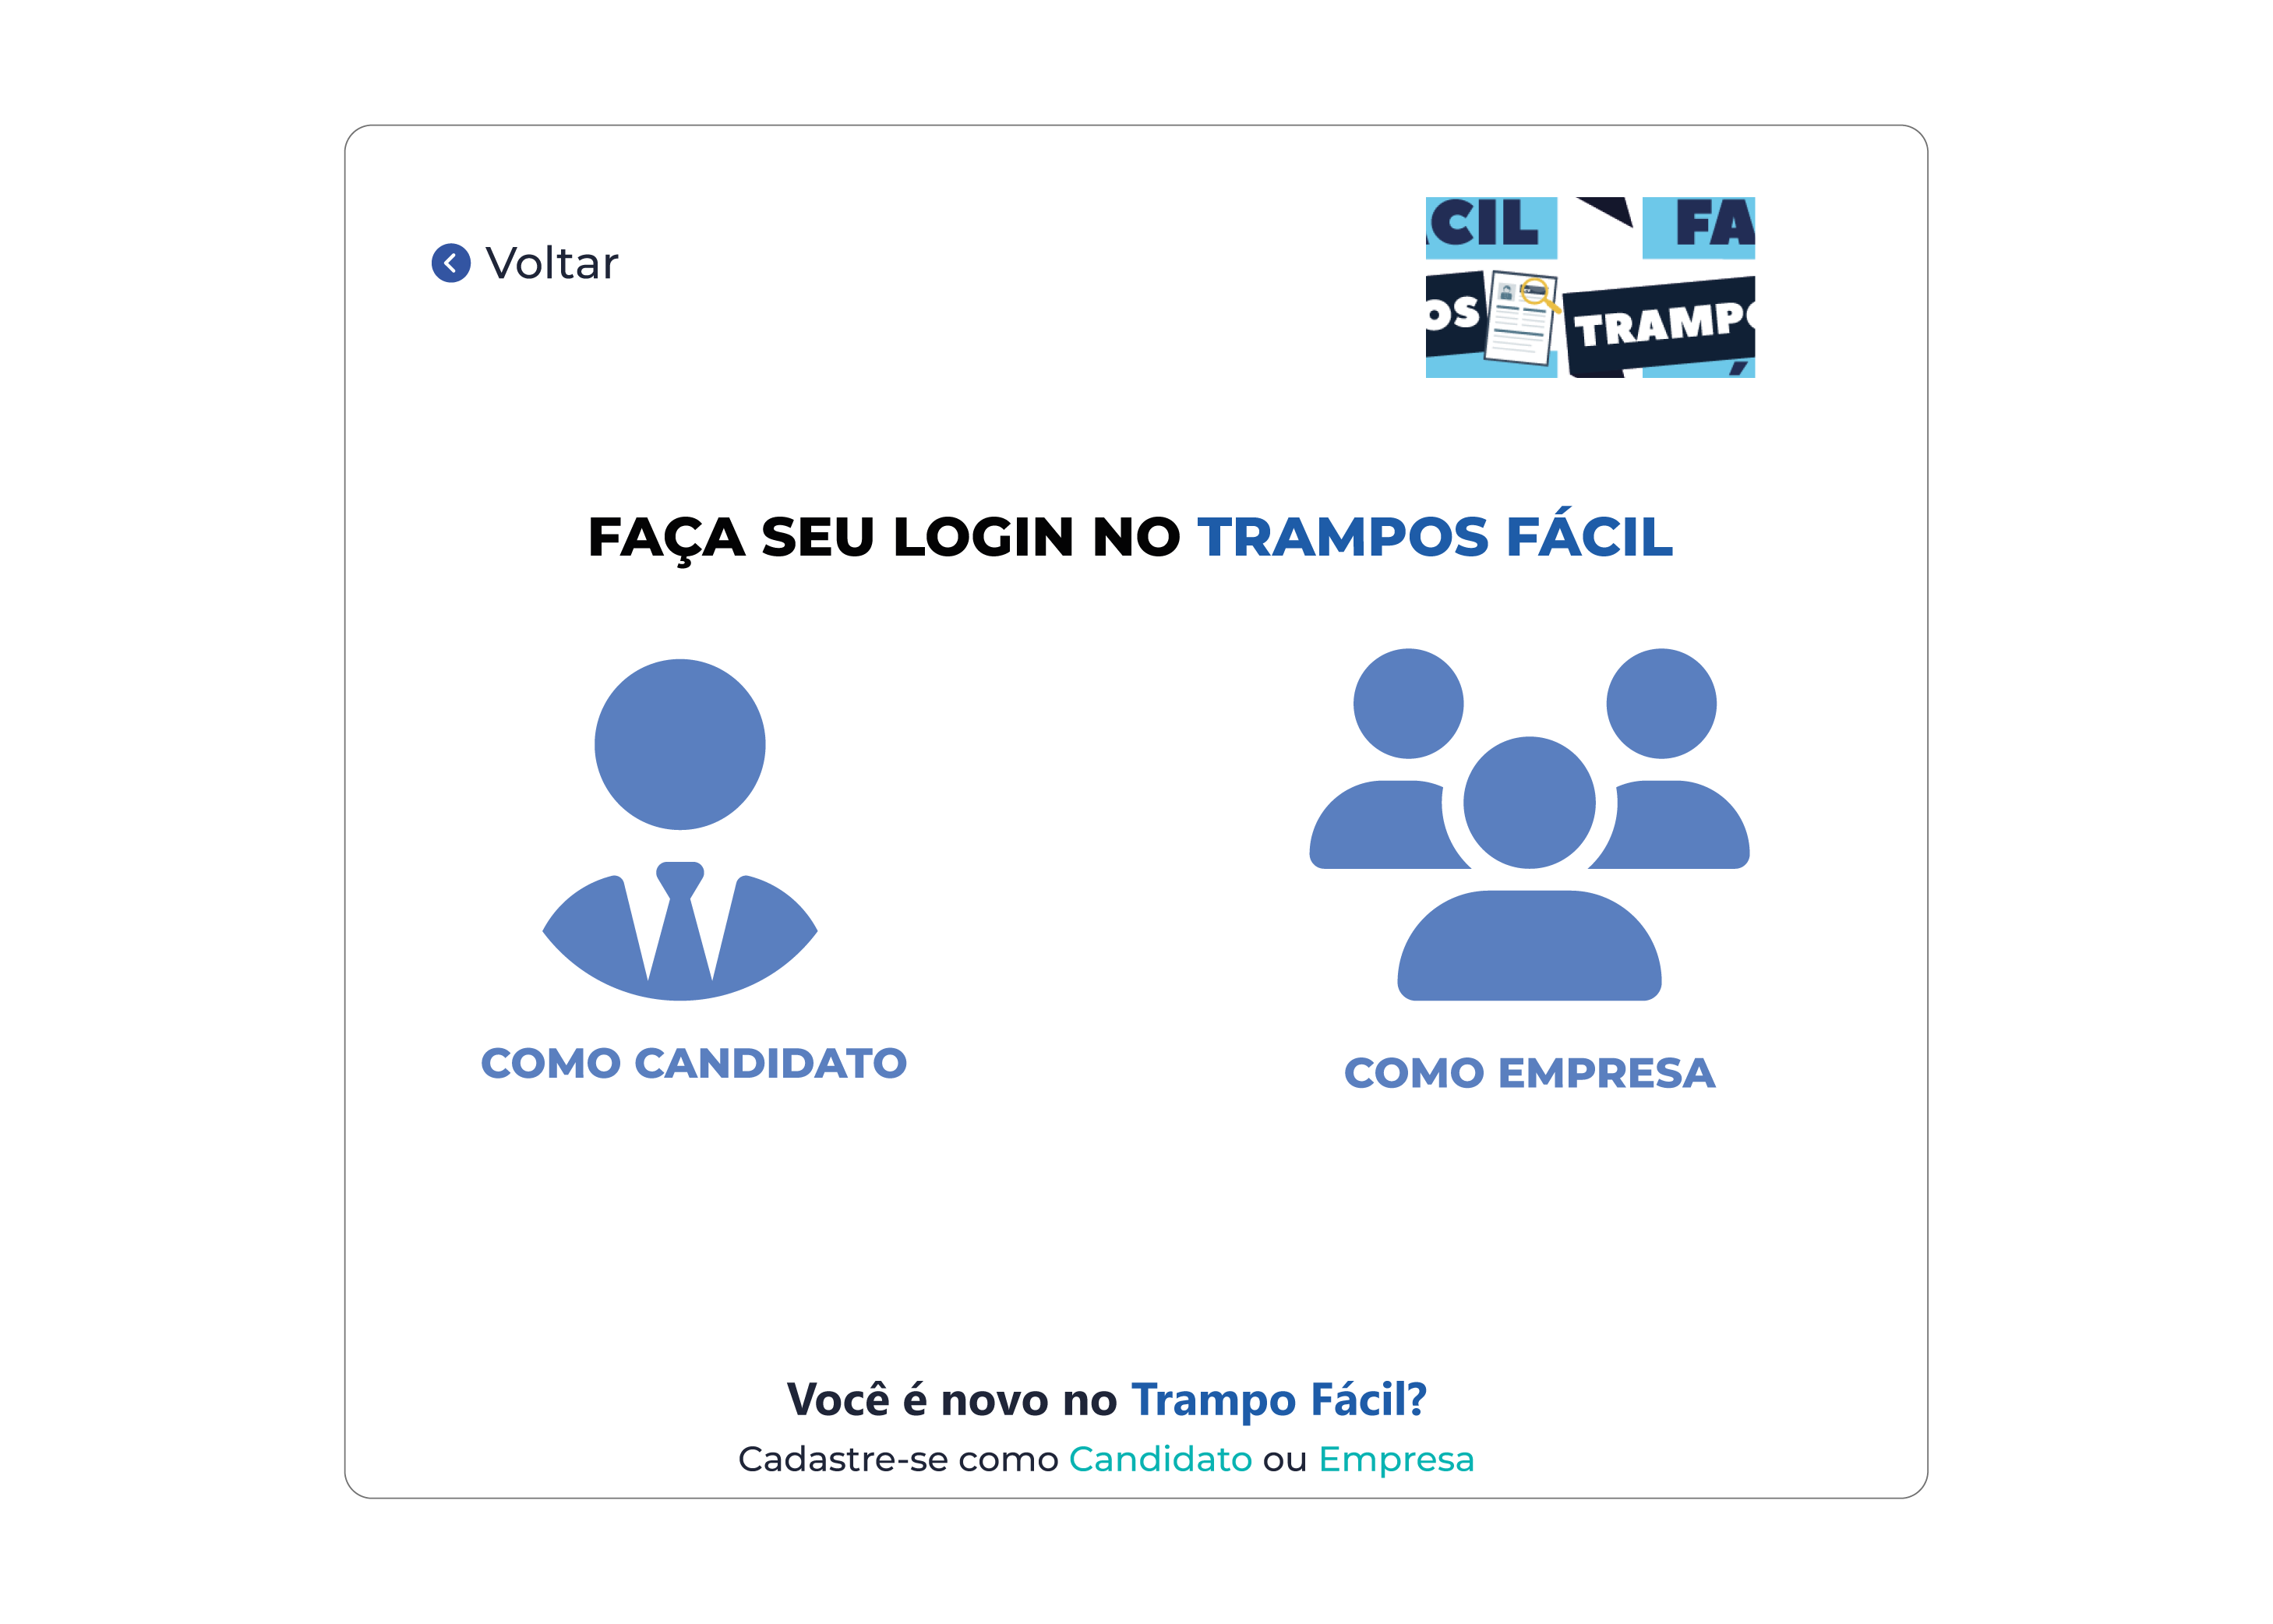 CIL FA
Voltar
OS TRAMPO
FAÇA SEU LOGIN NO TRAMPOS FÁCIL
COMO CANDIDATO
COMO EMPRESA
Você é novo no Trampo Fácil?
Cadastre-se como Candidato ou Empresa